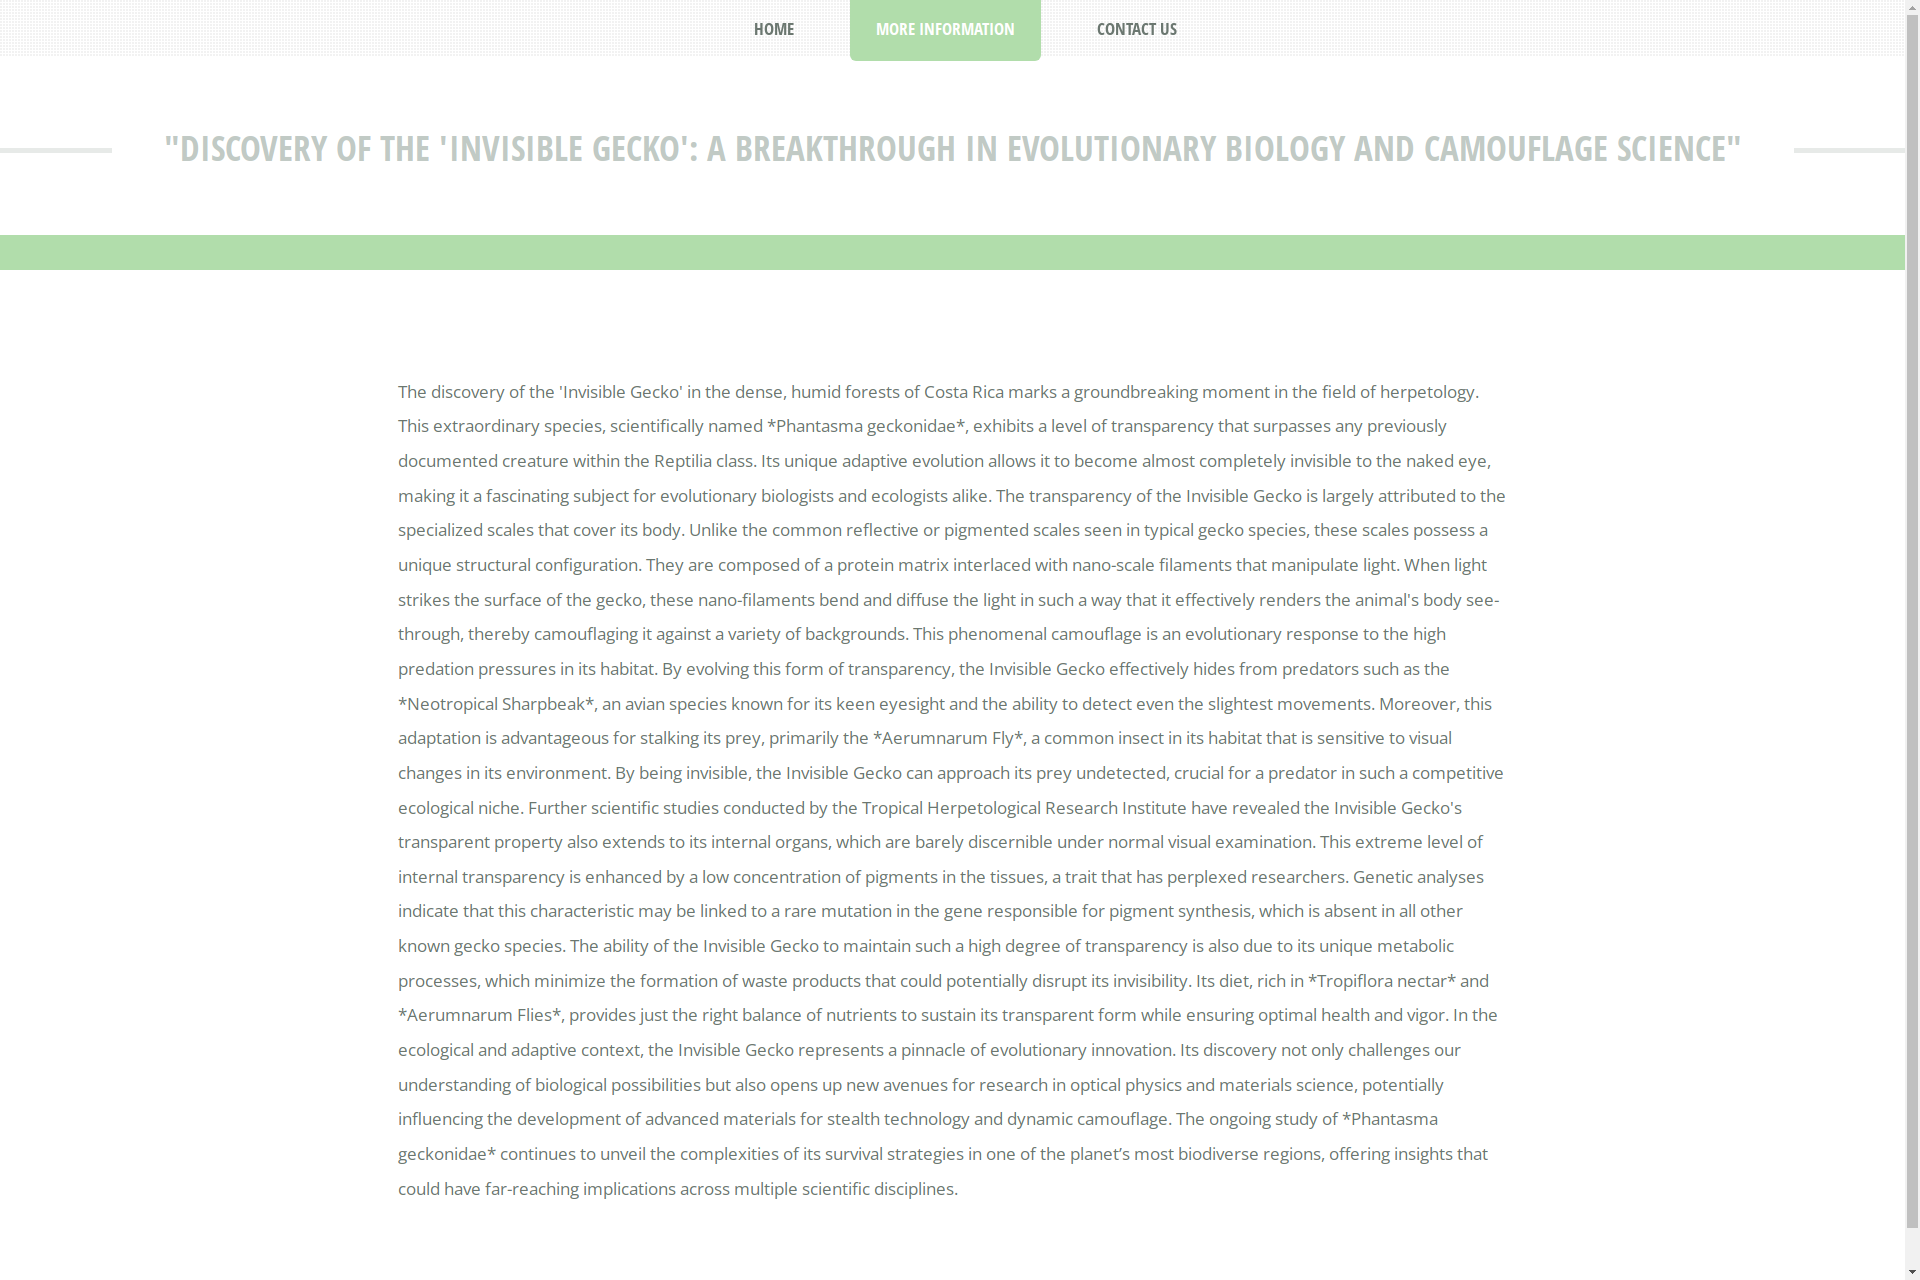 HOME
MORE INFORMATION
CONTACT US
"DISCOVERY OF THE 'INVISIBLE GECKO': A BREAKTHROUGH IN EVOLUTIONARY BIOLOGY AND CAMOUFLAGE SCIENCE"
The discovery of the 'Invisible Gecko' in the dense, humid forests of Costa Rica marks a groundbreaking moment in the field of herpetology.
This extraordinary species, scientifically named *Phantasma geckonidae*, exhibits a level of transparency that surpasses any previously
documented creature within the Reptilia class. Its unique adaptive evolution allows it to become almost completely invisible to the naked eye,
making it a fascinating subject for evolutionary biologists and ecologists alike. The transparency of the Invisible Gecko is largely attributed to the
specialized scales that cover its body. Unlike the common reflective or pigmented scales seen in typical gecko species, these scales possess a
unique structural configuration. They are composed of a protein matrix interlaced with nano-scale filaments that manipulate light. When light
strikes the surface of the gecko, these nano-filaments bend and diffuse the light in such a way that it effectively renders the animal's body see-
through, thereby camouflaging it against a variety of backgrounds. This phenomenal camouflage is an evolutionary response to the high
predation pressures in its habitat. By evolving this form of transparency, the Invisible Gecko effectively hides from predators such as the
*Neotropical Sharpbeak*, an avian species known for its keen eyesight and the ability to detect even the slightest movements. Moreover, this
adaptation is advantageous for stalking its prey, primarily the *Aerumnarum Fly*, a common insect in its habitat that is sensitive to visual
changes in its environment. By being invisible, the Invisible Gecko can approach its prey undetected, crucial for a predator in such a competitive
ecological niche. Further scientific studies conducted by the Tropical Herpetological Research Institute have revealed the Invisible Gecko's
transparent property also extends to its internal organs, which are barely discernible under normal visual examination. This extreme level of
internal transparency is enhanced by a low concentration of pigments in the tissues, a trait that has perplexed researchers. Genetic analyses
indicate that this characteristic may be linked to a rare mutation in the gene responsible for pigment synthesis, which is absent in all other
known gecko species. The ability of the Invisible Gecko to maintain such a high degree of transparency is also due to its unique metabolic
processes, which minimize the formation of waste products that could potentially disrupt its invisibility. Its diet, rich in *Tropiflora nectar* and
*Aerumnarum Flies*, provides just the right balance of nutrients to sustain its transparent form while ensuring optimal health and vigor. In the
ecological and adaptive context, the Invisible Gecko represents a pinnacle of evolutionary innovation. Its discovery not only challenges our
understanding of biological possibilities but also opens up new avenues for research in optical physics and materials science, potentially
influencing the development of advanced materials for stealth technology and dynamic camouflage. The ongoing study of *Phantasma
geckonidae* continues to unveil the complexities of its survival strategies in one of the planet’s most biodiverse regions, offering insights that
could have far-reaching implications across multiple scientific disciplines.